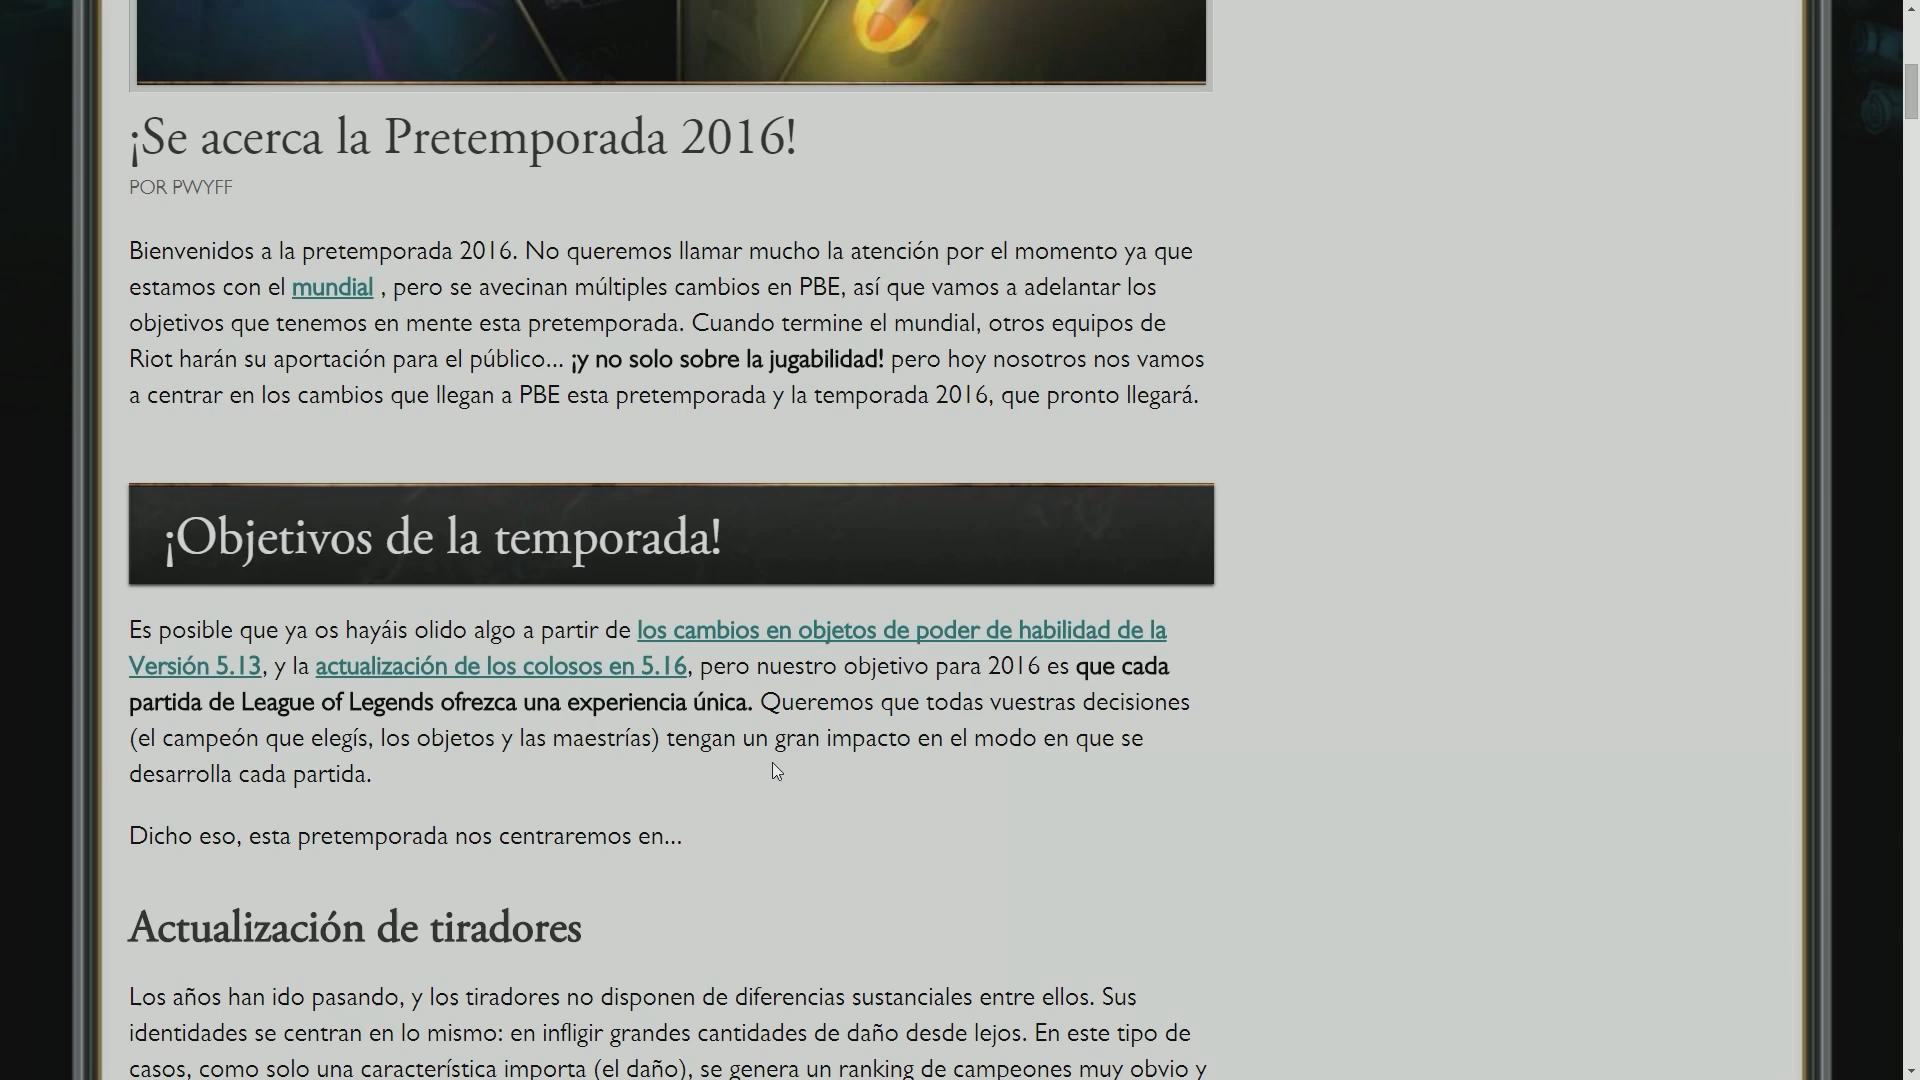 ¡Se acerca la Pretemporada 2016!
POR PWYFF
Bienvenidos a la pretemporada 2016. No queremos llamar mucho la atención por el momento ya que
estamos con el mundial , pero se avecinan múltiples cambios en PBE, así que vamos a adelantar los
objetivos que tenemos en mente esta pretemporada. Cuando termine el mundial, otros equipos de
Riot harán su aportación para el público... ¡y no solo sobre la jugabilidad! pero hoy nosotros nos vamos
a centrar en los cambios que llegan a PBE esta pretemporada y la temporada 2016, que pronto llegará.
¡Objetivos de la temporada!
Es posible que ya os hayáis olido algo a partir de los cambios en objetos de poder de habilidad de la
Versión 5.13, y la actualización de los colosos en 5.16, pero nuestro objetivo para 2016 es que cada
partida de League of Legends ofrezca una experiencia única. Queremos que todas vuestras decisiones
(el campeón que elegís, los objetos y las maestrías) tengan un gran impacto en el modo en que se
desarrolla cada partida.
Dicho eso, esta pretemporada nos centraremos en...
Actualización de tiradores
Los años han ido pasando, y los tiradores no disponen de diferencias sustanciales entre ellos. Sus
identidades se centran en lo mismo: en infligir grandes cantidades de daño desde lejos. En este tipo de
casos, como solo una característica importa (el daño), se genera un ranking de campeones muy obvio y